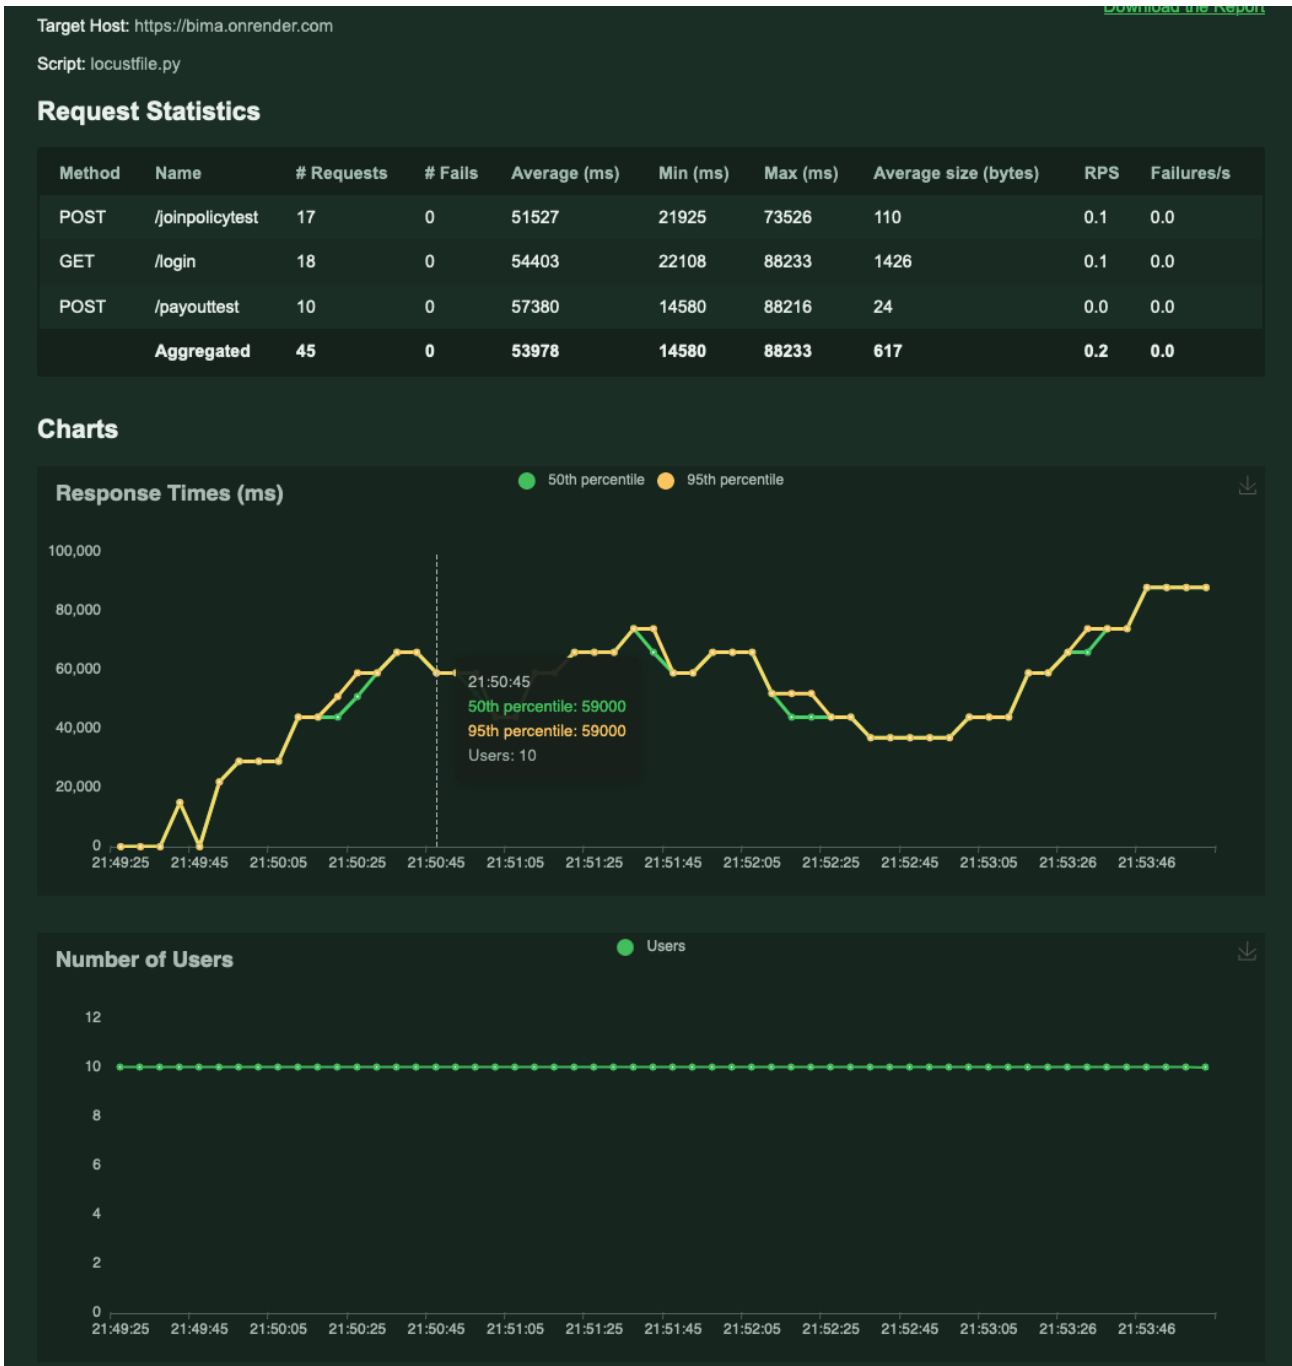 Download the Report
Target Host: https://bima.onrender.com
Script: locustfile.py
Request Statistics
Method Name # Requests # Fails Average (ms) Min (ms) Max (ms) Average size (bytes) RPS Failures/s
POST /joinpolicytest 17 0 51527 21925 73526 110 0.1 0.0
GET /login 18 0 54403 22108 88233 1426 0.1 0.0
POST /payouttest 10 0 57380 14580 88216 24 0.0 0.0
Aggregated 45 0 53978 14580 88233 617 0.2 0.0
Charts
Response Times (ms)
50th percentile 95th percentile
100,000
80,000
60,000
40,000
20,000
0
21:50:45
50th percentile: 59000
95th percentile: 59000
Users: 10
21:49:25 21:49:45 21:50:05 21:50:25 21:50:45 21:51:05 21:51:25 21:51:45 21:52:05 21:52:25 21:52:45 21:53:05 21:53:26 21:53:46
Number of Users
Users
12
10
8
6
4
2
0
21:49:25 21:49:45 21:50:05 21:50:25 21:50:45 21:51:05 21:51:25 21:51:45 21:52:05 21:52:25 21:52:45 21:53:05 21:53:26 21:53:46